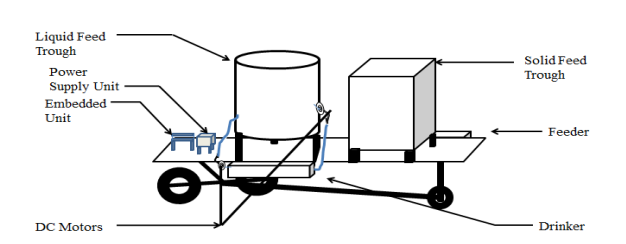 Liquid Feed
Trough
Power
Supply Unit
Embedded
Unit
DC Motors
Solid Feed
Trough
Feeder
Drinker